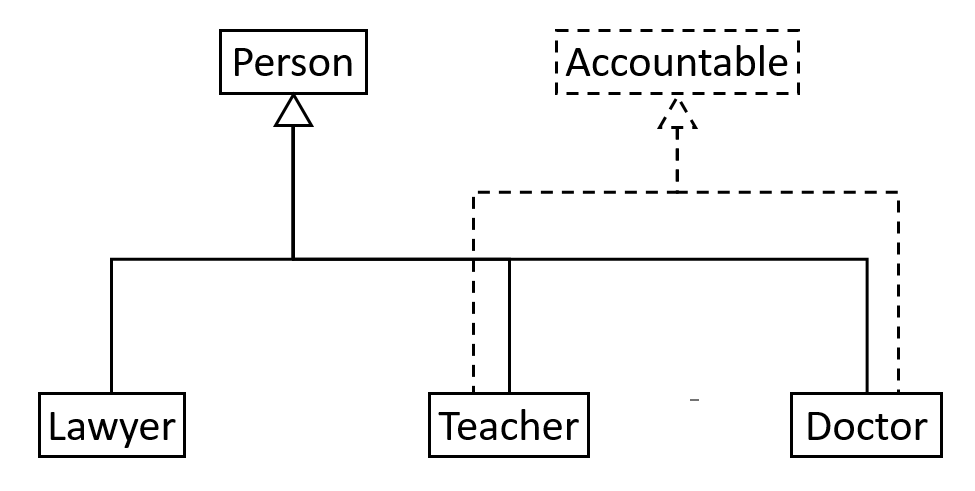 Person
Accountable
Lawyer
Teacher
Doctor